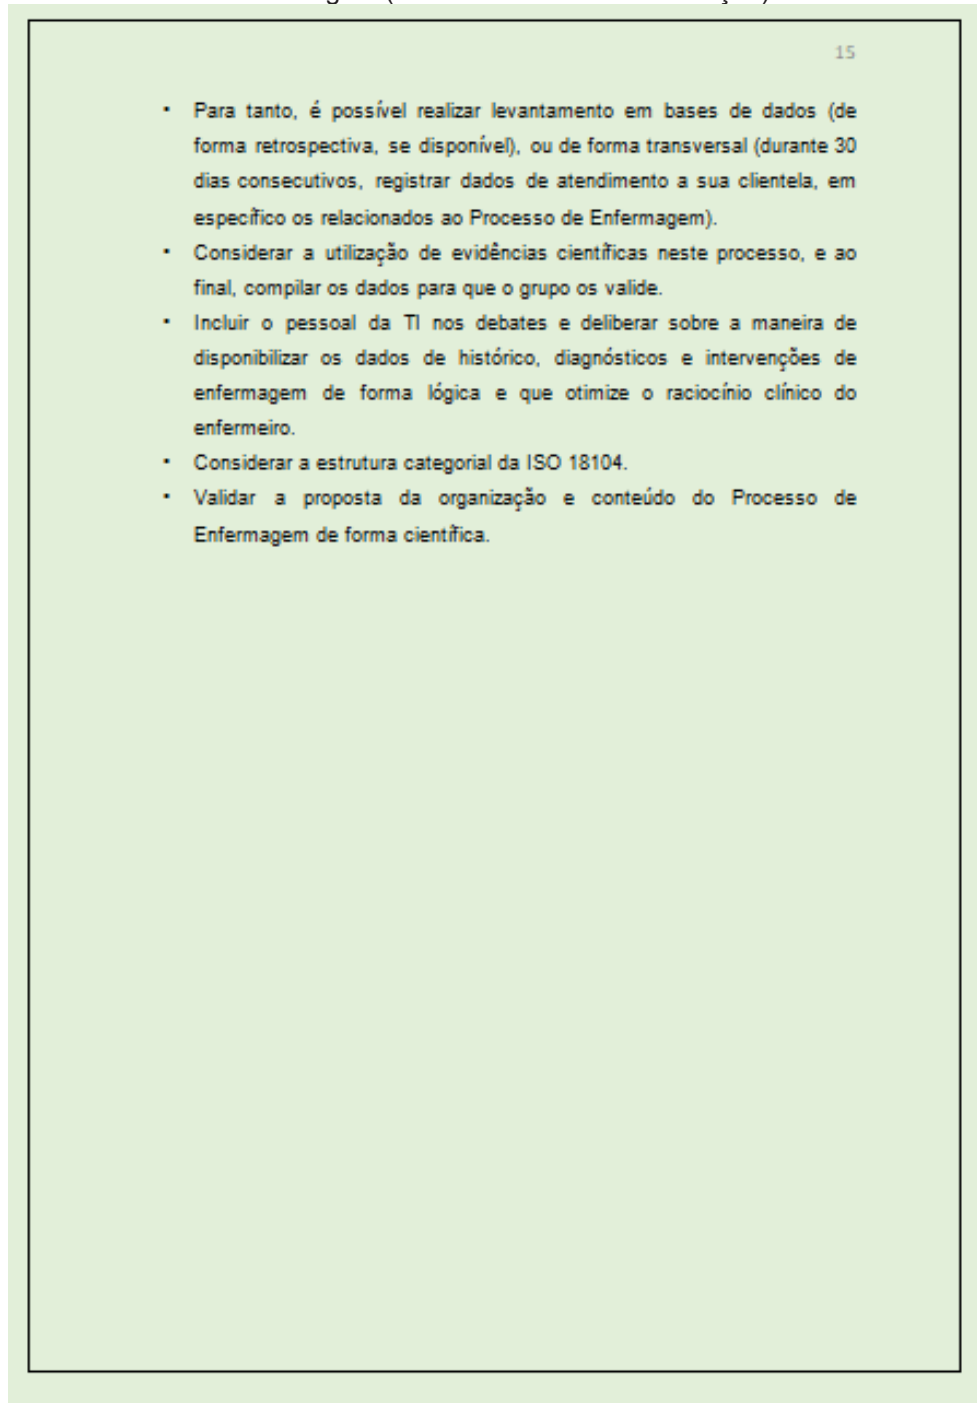 15
• Para tanto, é possível realizar levantamento em bases de dados (de
forma retrospectiva, se disponível), ou de forma transversal (durante 30
dias consecutivos, registrar dados de atendimento a sua clientela, em
específico os relacionados ao Processo de Enfermagem).
• Considerar a utilização de evidências científicas neste processo, e ao
final, compilar os dados para que o grupo os valide.
• Incluir o pessoal da TI nos debates e deliberar sobre a maneira de
disponibilizar os dados de histórico, diagnósticos e intervenções de
enfermagem de forma lógica e que otimize o raciocínio clínico do
enfermeiro.
• Considerar a estrutura categorial da ISO 18104.
• Validar a proposta da organização e conteúdo do Processo de
Enfermagem de forma científica.